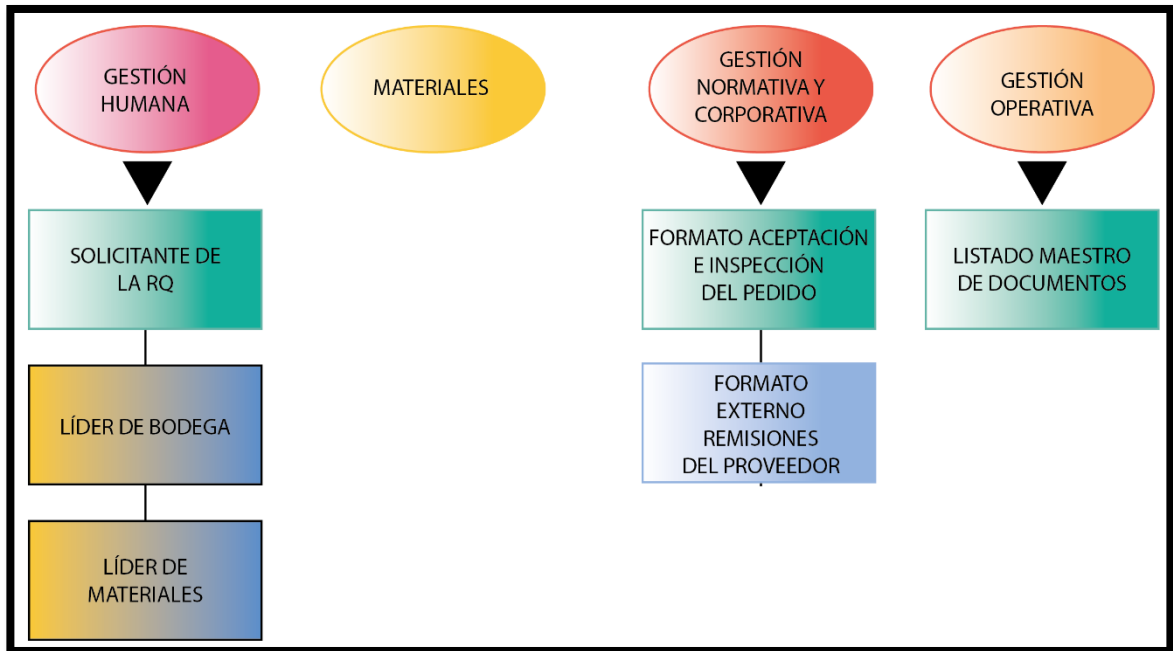 GESTIÓN
HUMANA
MATERIALES
GESTIÓN
NORMATIVA Y
CORPORATIVA
GESTIÓN
OPERATIVA
SOLICITANTE DE
LA RQ
FORMATO ACEPTACIÓN
E INSPECCIÓN
DEL PEDIDO
LISTADO MAESTRO
DE DOCUMENTOS
LÍDER DE BODEGA
FORMATO
EXTERNO
REMISIONES
DEL PROVEEDOR
LÍDER DE
MATERIALES